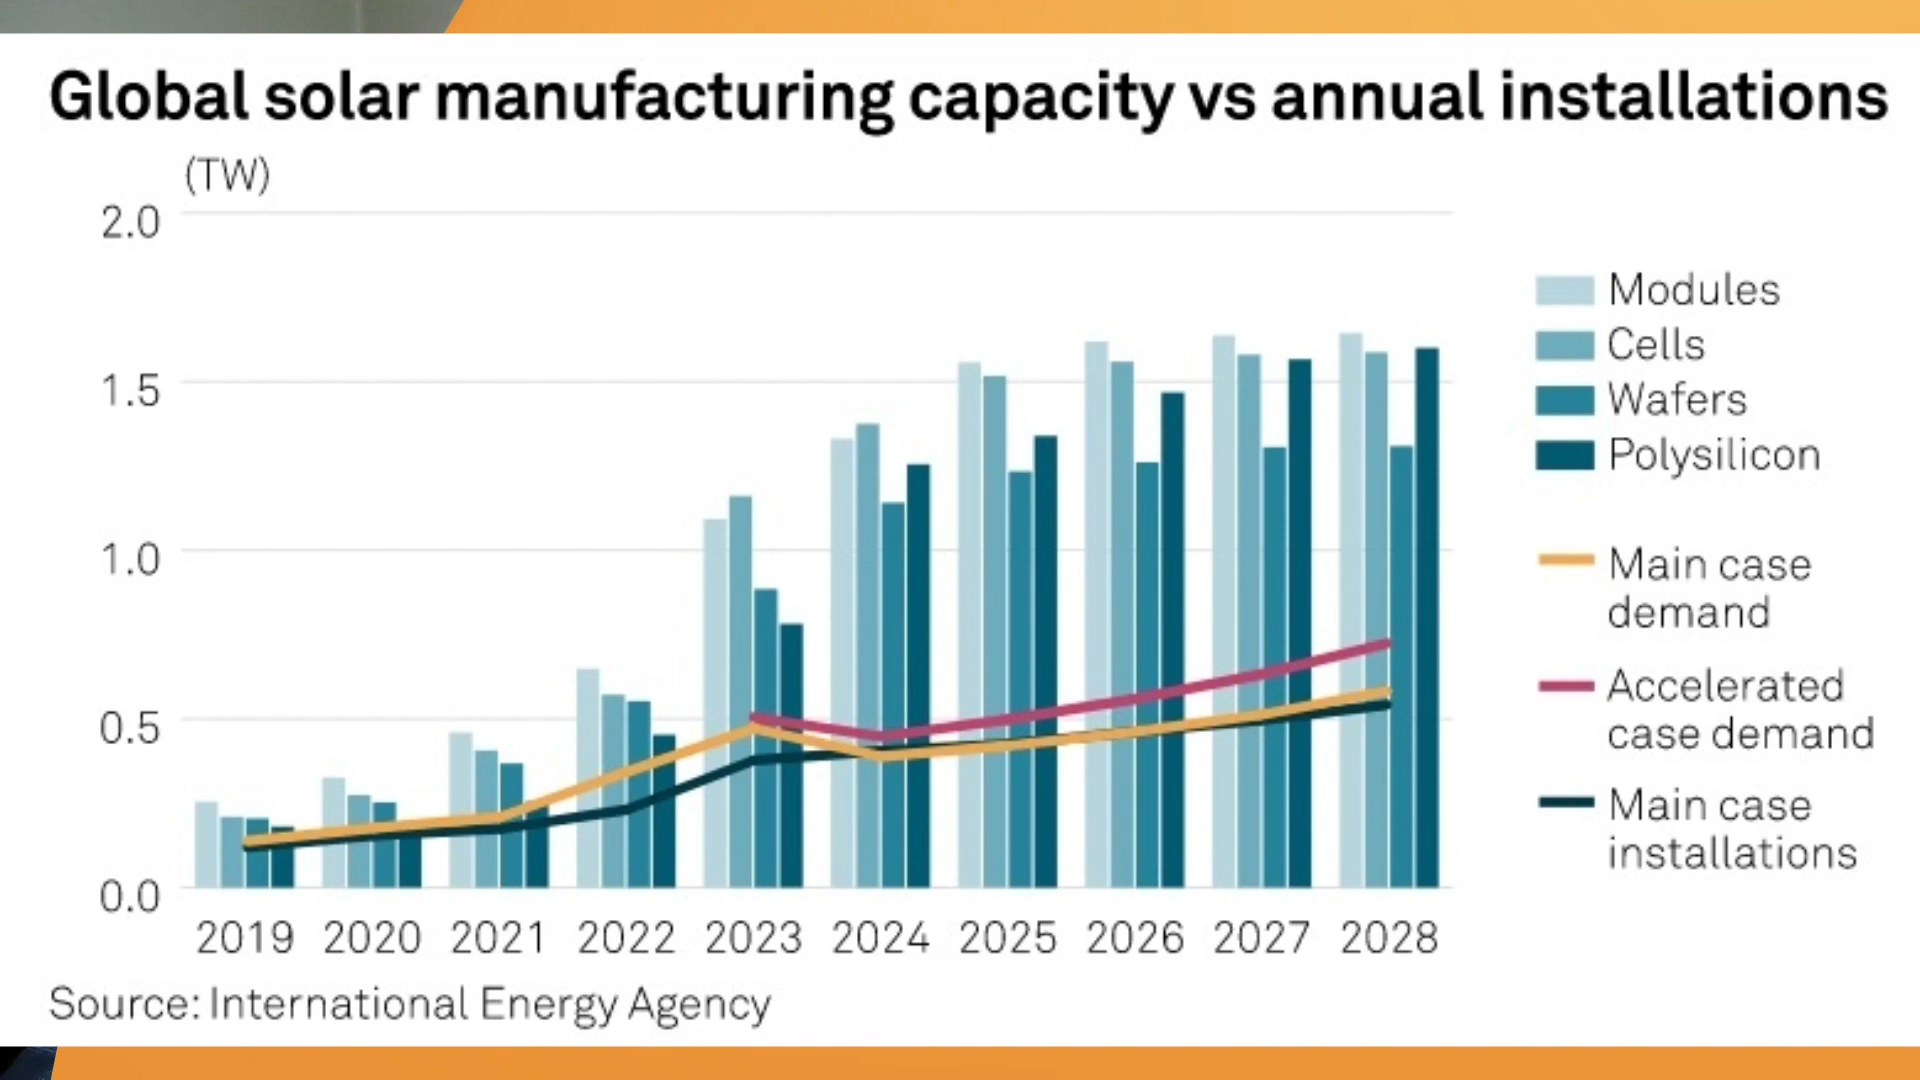 Global solar manufacturing capacity vs annual installations
(TW)
2.0
1.5
1.0
0.5
0.0
2019 2020 2021 2022 2023 2024 2025 2026 2027 2028
Modules
Cells
Wafers
Polysilicon
Main case
demand
Accelerated
case demand
Main case
installations
Source: International Energy Agency